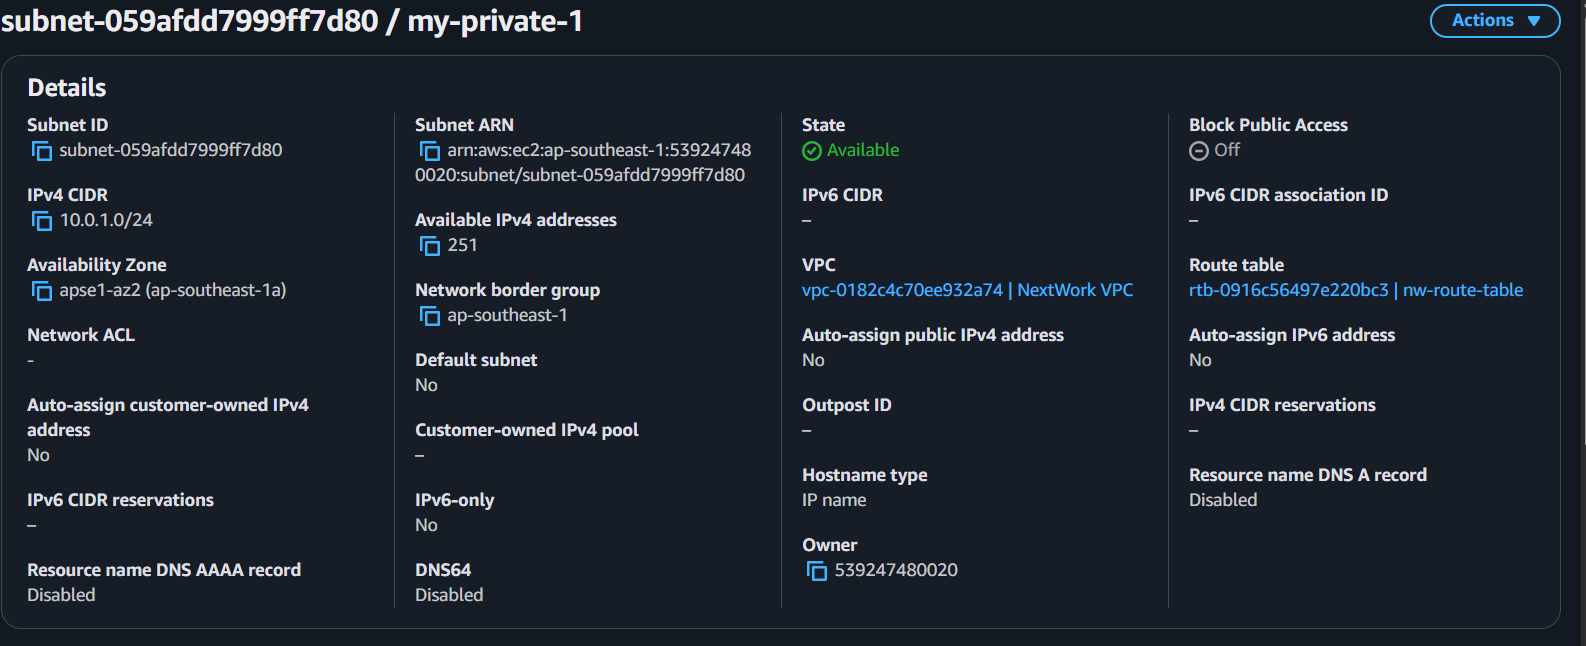 subnet-059afdd7999ff7d80 / my-private-1
Actions
Details
Subnet ID
subnet-059afdd7999ff7d80
IPv4 CIDR
10.0.1.0/24
Availability Zone
apse1-az2 (ap-southeast-1a)
Network ACL
-
Auto-assign customer-owned IPv4
address
No
IPv6 CIDR reservations
–
Resource name DNS AAAA record
Disabled
Subnet ARN
arn:aws:ec2:ap-southeast-1:53924748
0020:subnet/subnet-059afdd7999ff7d80
Available IPv4 addresses
251
Network border group
ap-southeast-1
Default subnet
No
Customer-owned IPv4 pool
–
IPv6-only
No
DNS64
Disabled
State
Available
IPv6 CIDR
–
VPC
vpc-0182c4c70ee932a74 | NextWork VPC
Auto-assign public IPv4 address
No
Outpost ID
–
Hostname type
IP name
Owner
539247480020
Block Public Access
Off
IPv6 CIDR association ID
–
Route table
rtb-0916c56497e220bc3 | nw-route-table
Auto-assign IPv6 address
No
IPv4 CIDR reservations
–
Resource name DNS A record
Disabled